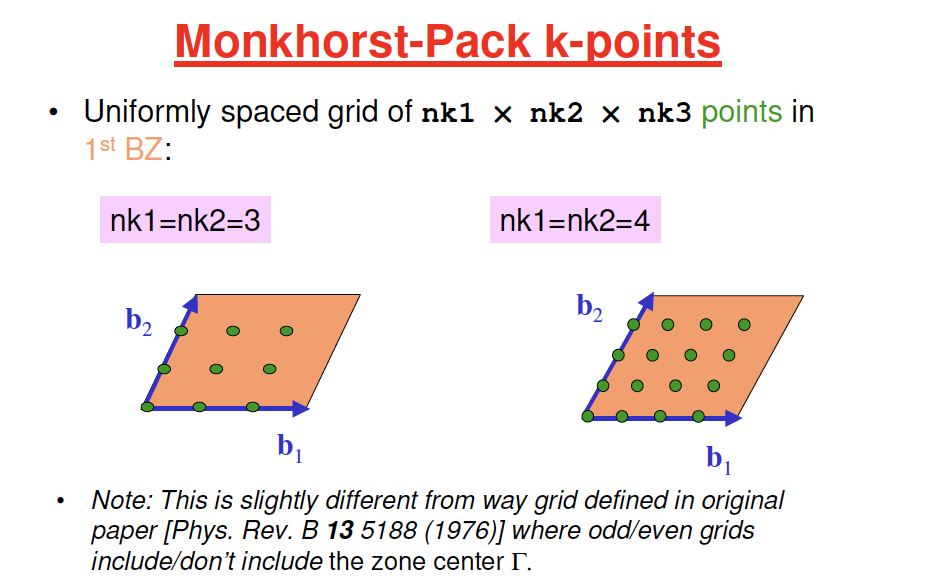 Monkhorst-Pack k-points
• Uniformly spaced grid of nk1 × nk2 × nk3 points in
1st BZ:
nk1=nk2=3
nk1=nk2=4
b2
b1
b2
b1
• Note: This is slightly different from way grid defined in original
paper [Phys. Rev. B 13 5188 (1976)] where odd/even grids
include/don't include the zone center Γ.